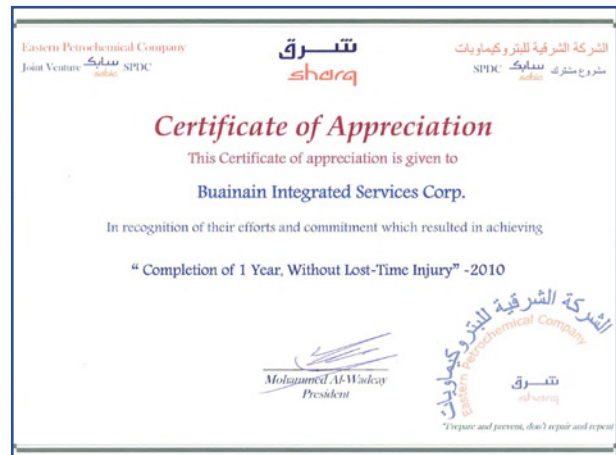 Eastern Petrochemical Company
Joint Venture سابك sabic SPDC
شرق
sharq
الشركة الشرقية للبتروكيماويات
مشروع مشترك سابك sabic SPDC
Certificate of Appreciation
This Certificate of appreciation is given to
Buainain Integrated Services Corp.
In recognition of their efforts and commitment which resulted in achieving
“ Completion of 1 Year, Without Lost-Time Injury” -2010
Mohammed Al-Wadeay
President
الشركة الشرقية للبتروكيماويات
Eastern Petrochemical Company
شرق
sharq
"Prepare and prevent, don't repair and repent